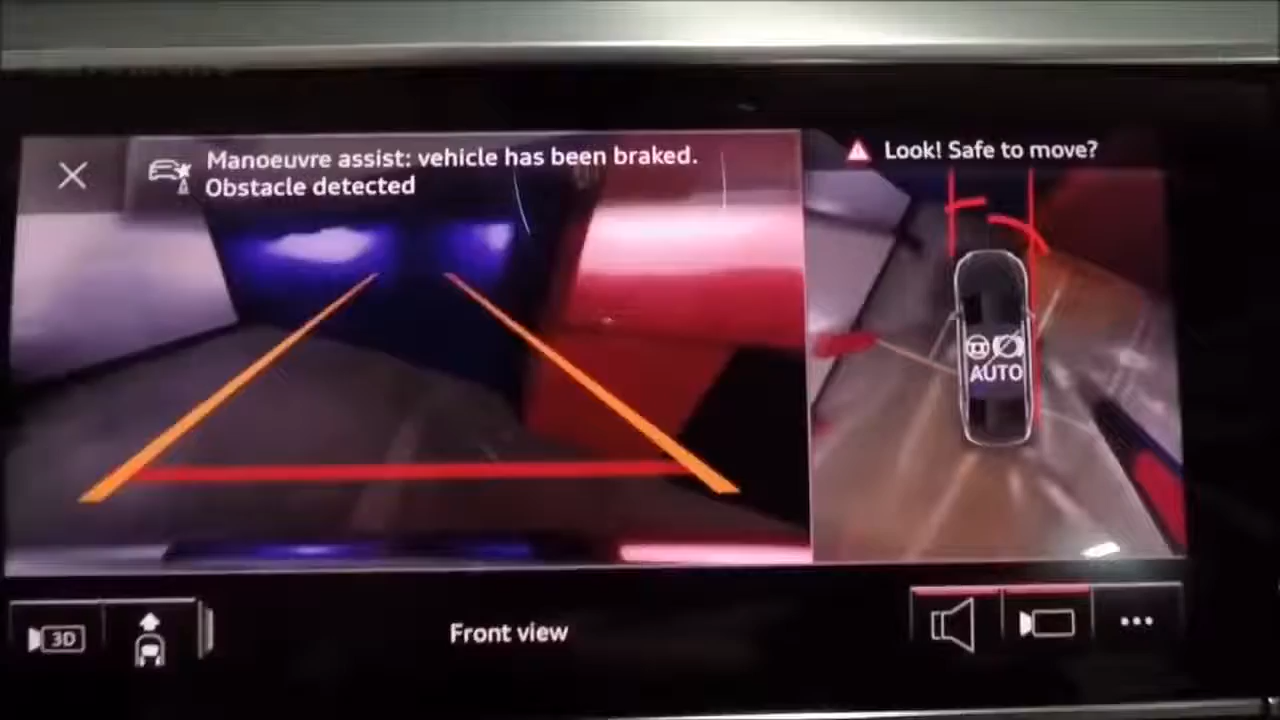 Manoeuvre assist: vehicle has been braked.
Obstacle detected
Look! Safe to move?
AUTO
3D
Front view